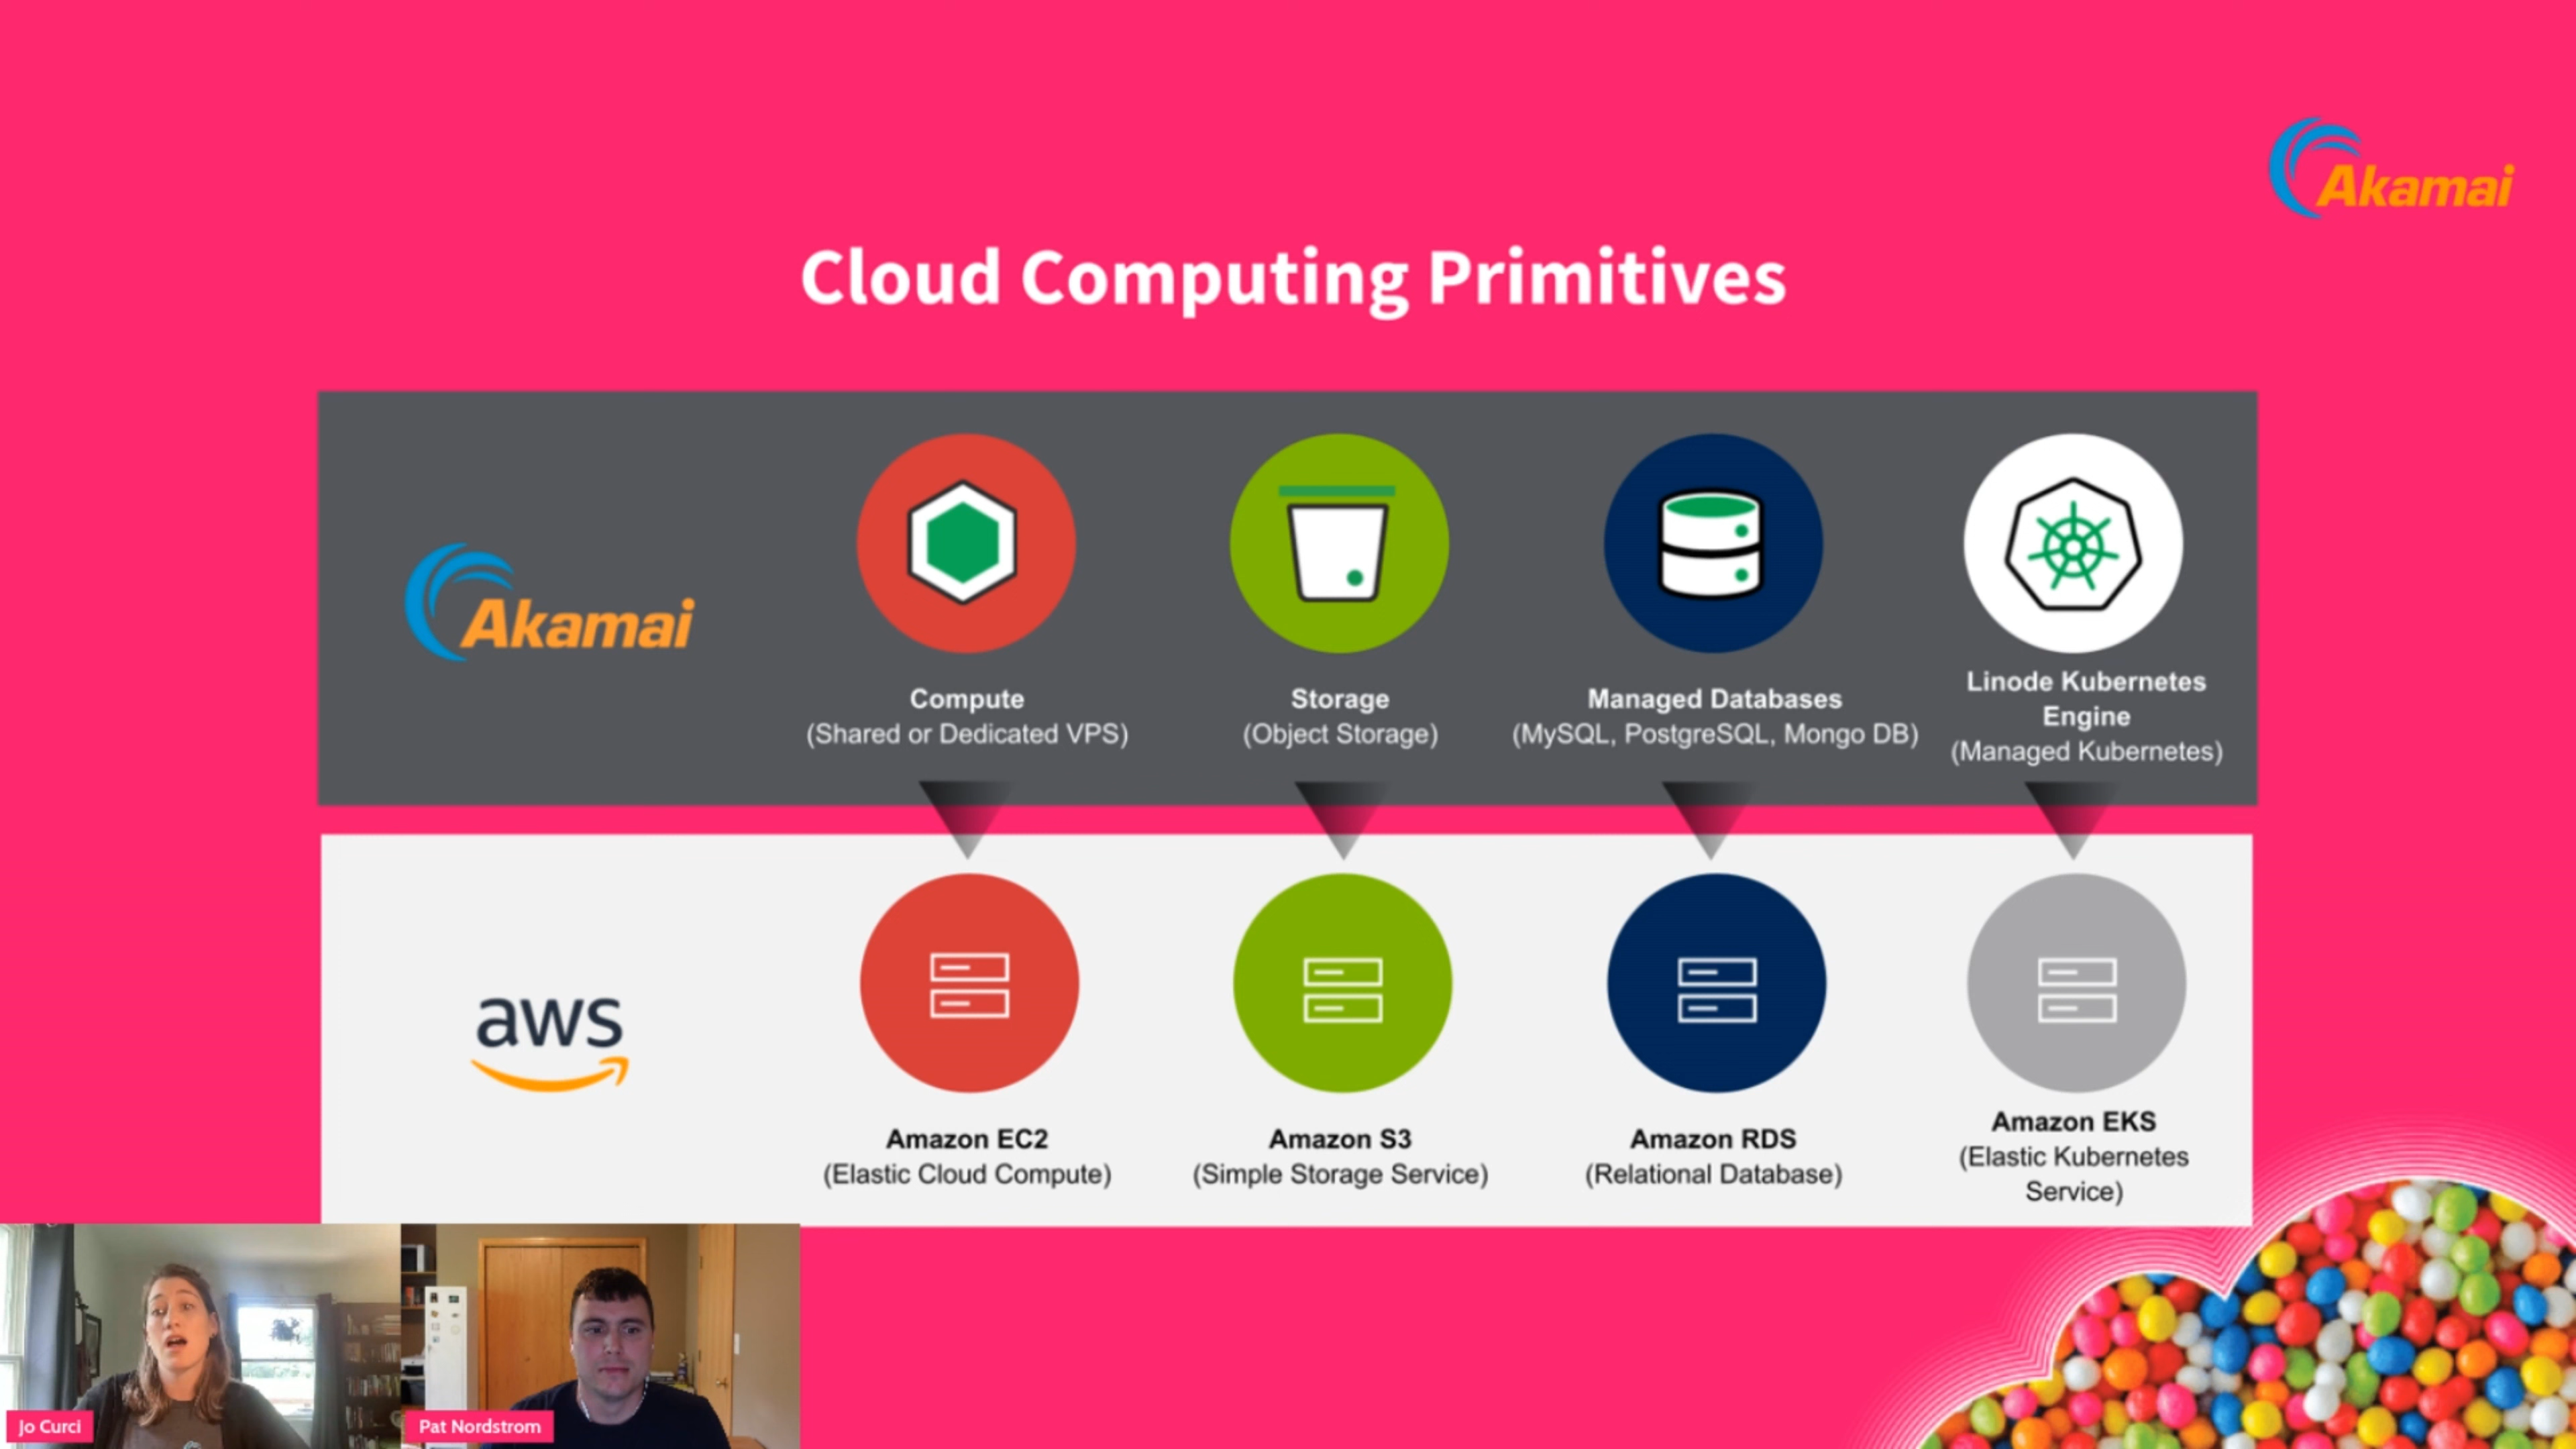 Akamai
Cloud Computing Primitives
Akamai
Compute
(Shared or Dedicated VPS)
Storage
(Object Storage)
Managed Databases
(MySQL, PostgreSQL, Mongo DB)
Linode Kubernetes
Engine
(Managed Kubernetes)
aws
Amazon EC2
(Elastic Cloud Compute)
Amazon S3
(Simple Storage Service)
Amazon RDS
(Relational Database)
Amazon EKS
(Elastic Kubernetes
Service)
Jo Curci
Pat Nordstrom